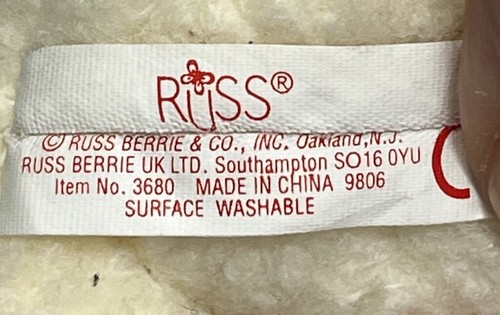 RUSS®
© RUSS BERRIE & CO., INC. Oakland, N.J.
RUSS BERRIE UK LTD. Southampton SO16 0YU
Item No. 3680 MADE IN CHINA 9806
SURFACE WASHABLE